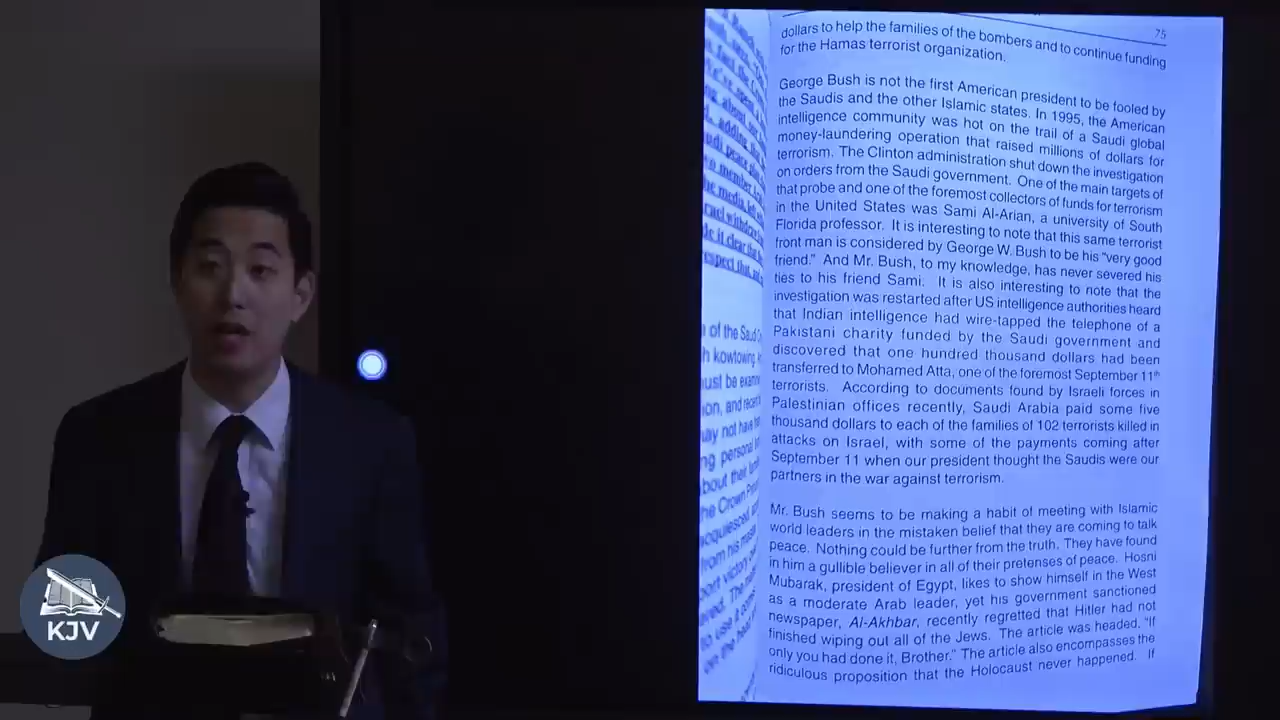 75
dollars to help the families of the bombers and to continue funding
for the Hamas terrorist organization.
George Bush is not the first American president to be fooled by
the Saudis and the other Islamic states. In 1995, the American
intelligence community was hot on the trail of a Saudi global
money-laundering operation that raised millions of dollars for
terrorism. The Clinton administration shut down the investigation
on orders from the Saudi government. One of the main targets of
that probe and one of the foremost collectors of funds for terrorism
in the United States was Sami Al-Arian, a university of South
Florida professor. It is interesting to note that this same terrorist
front man is considered by George W. Bush to be his "very good
friend." And Mr. Bush, to my knowledge, has never severed his
ties to his friend Sami. It is also interesting to note that the
investigation was restarted after US intelligence authorities heard
that Indian intelligence had wire-tapped the telephone of a
Pakistani charity funded by the Saudi government and
discovered that one hundred thousand dollars had been
transferred to Mohamed Atta, one of the foremost September 11th
terrorists. According to documents found by Israeli forces in
Palestinian offices recently, Saudi Arabia paid some five
thousand dollars to each of the families of 102 terrorists killed in
attacks on Israel, with some of the payments coming after
September 11 when our president thought the Saudis were our
partners in the war against terrorism.
Mr. Bush seems to be making a habit of meeting with Islamic
world leaders in the mistaken belief that they are coming to talk
peace. Nothing could be further from the truth. They have found
in him a gullible believer in all of their pretenses of peace. Hosni
Mubarak, president of Egypt, likes to show himself in the West
as a moderate Arab leader, yet his government sanctioned
newspaper, Al-Akhbar, recently regretted that Hitler had not
finished wiping out all of the Jews. The article was headed, "If
only you had done it, Brother." The article also encompasses the
ridiculous proposition that the Holocaust never happened. If
KJV